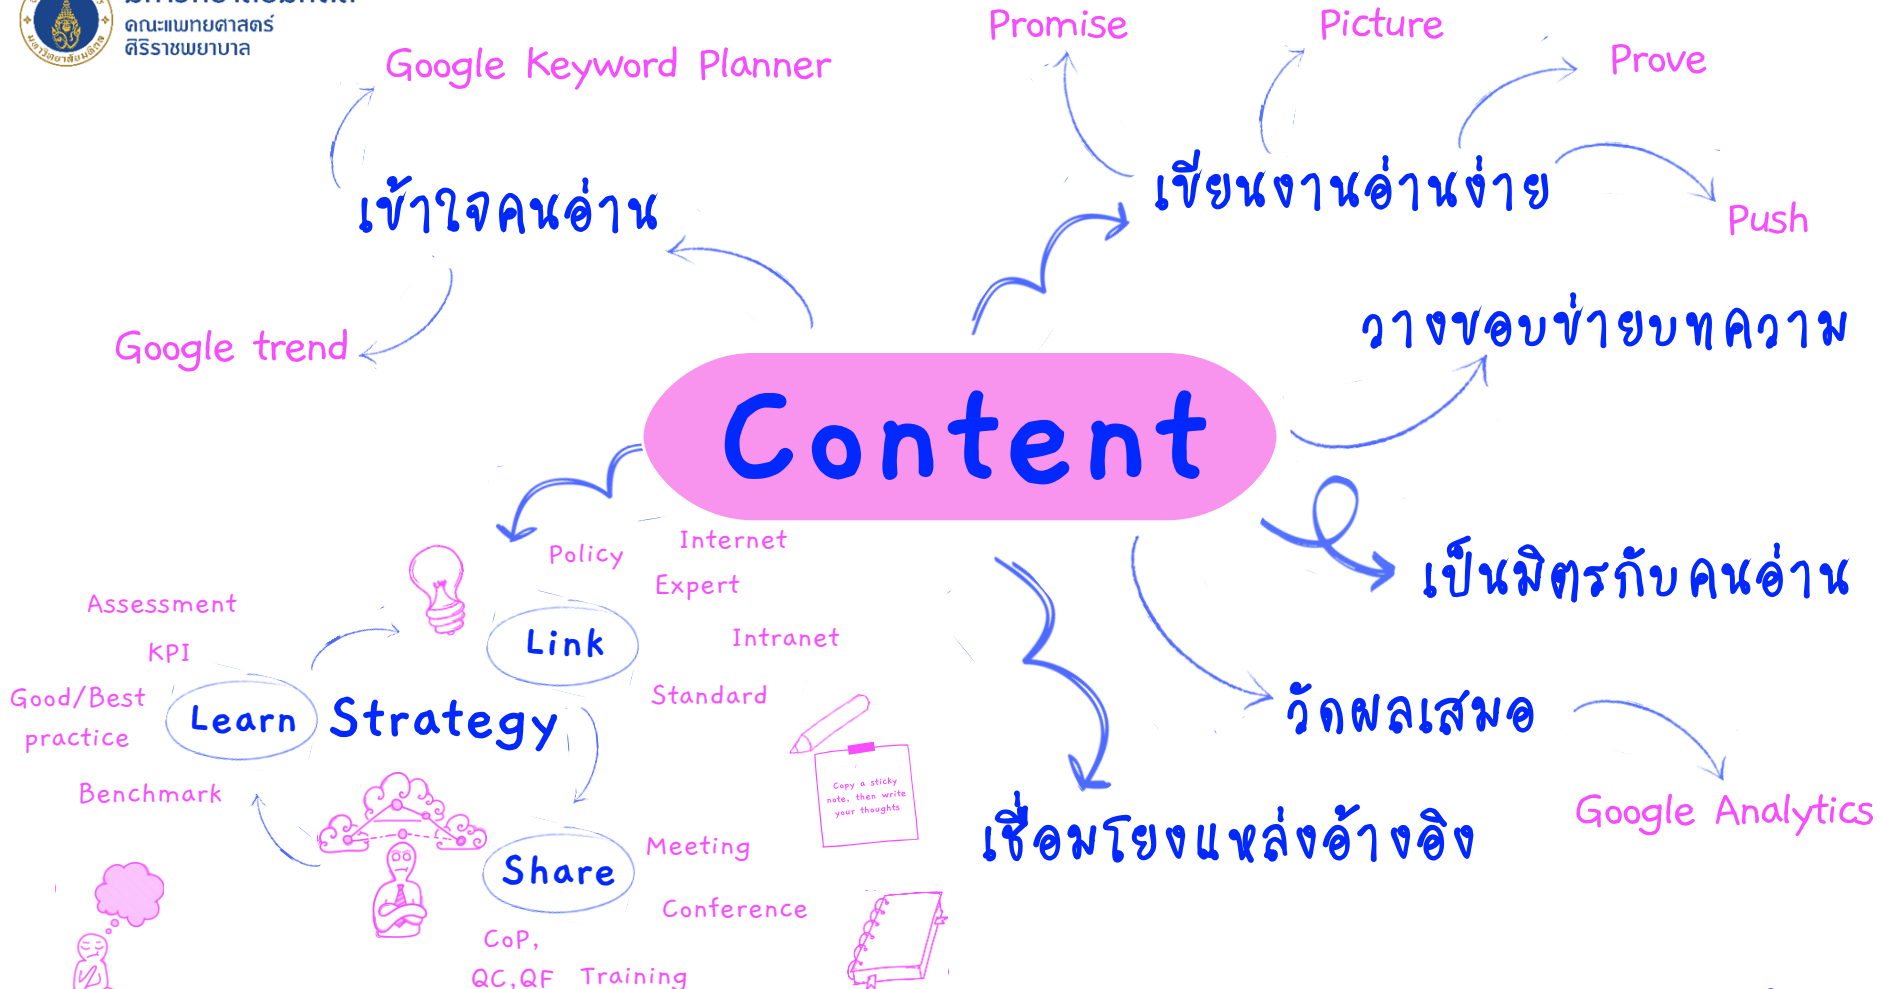 คณะแพทยศาสตร์
ศิริราชพยาบาล
Google Keyword Planner
Promise
Picture
Prove
Push
เข้าใจคนอ่าน
เขียนงานอ่านง่าย
Google trend
วางขอบข่ายบทความ
Content
เป็นมิตรกับคนอ่าน
วัดผลเสมอ
Google Analytics
เชื่อมโยงแหล่งอ้างอิง
Policy
Internet
Expert
Link
Intranet
Standard
Assessment
KPI
Good/Best
practice
Learn
Strategy
Benchmark
Copy a sticky
note, then write
your thoughts
Share
Meeting
Conference
CoP,
QC,QF
Training